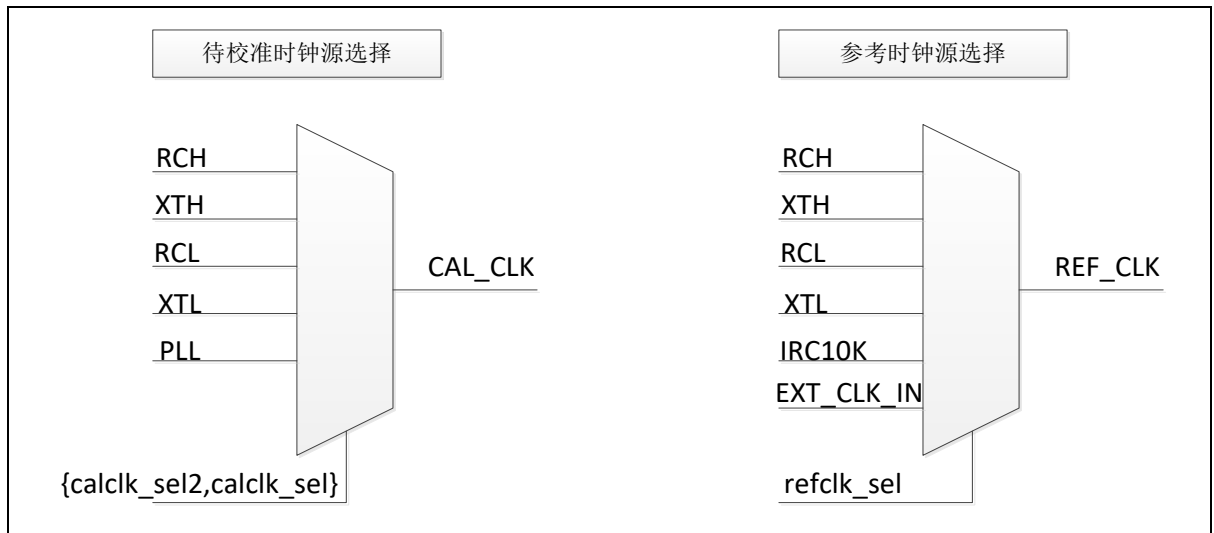 待校准时钟源选择
RCH
XTH
RCL
XTL
PLL
CAL_CLK
{calclk_sel2,calclk_sel}
参考时钟源选择
RCH
XTH
RCL
XTL
IRC10K
EXT_CLK_IN
REF_CLK
refclk_sel